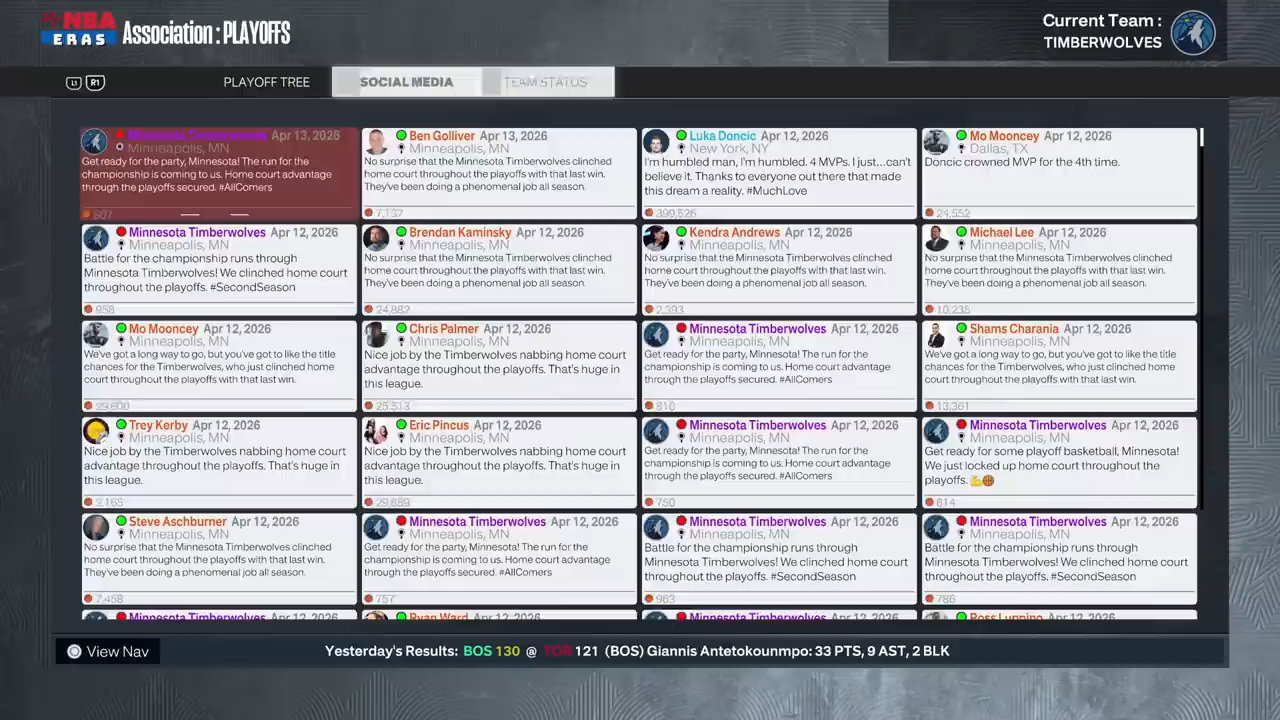 MyNBA
ERAS
Association : PLAYOFFS
Current Team :
TIMBERWOLVES
L1 R1
PLAYOFF TREE
SOCIAL MEDIA
TEAM STATUS
Minnesota Timberwolves Apr 13, 2026
Minneapolis, MN
Get ready for the party, Minnesota! The run for the
championship is coming to us. Home court advantage
through the playoffs secured. #AllComers
607
Ben Golliver Apr 13, 2026
Minneapolis, MN
No surprise that the Minnesota Timberwolves clinched
home court throughout the playoffs with that last win.
They've been doing a phenomenal job all season.
7,137
Luka Doncic Apr 12, 2026
New York, NY
I'm humbled man, I'm humbled. 4 MVPs. I just...can't
believe it. Thanks to everyone out there that made
this dream a reality. #MuchLove
399,626
Mo Mooncey Apr 12, 2026
Dallas, TX
Doncic crowned MVP for the 4th time.
24,552
Minnesota Timberwolves Apr 12, 2026
Minneapolis, MN
Battle for the championship runs through
Minnesota Timberwolves! We clinched home court
throughout the playoffs. #SecondSeason
958
Brendan Kaminsky Apr 12, 2026
Minneapolis, MN
No surprise that the Minnesota Timberwolves clinched
home court throughout the playoffs with that last win.
They've been doing a phenomenal job all season.
24,882
Kendra Andrews Apr 12, 2026
Minneapolis, MN
No surprise that the Minnesota Timberwolves clinched
home court throughout the playoffs with that last win.
They've been doing a phenomenal job all season.
2,393
Michael Lee Apr 12, 2026
Minneapolis, MN
No surprise that the Minnesota Timberwolves clinched
home court throughout the playoffs with that last win.
They've been doing a phenomenal job all season.
10,235
Mo Mooncey Apr 12, 2026
Minneapolis, MN
We've got a long way to go, but you've got to like the title
chances for the Timberwolves, who just clinched home
court throughout the playoffs with that last win.
29,600
Chris Palmer Apr 12, 2026
Minneapolis, MN
Nice job by the Timberwolves nabbing home court
advantage throughout the playoffs. That's huge in
this league.
25,513
Minnesota Timberwolves Apr 12, 2026
Minneapolis, MN
Get ready for the party, Minnesota! The run for the
championship is coming to us. Home court advantage
through the playoffs secured. #AllComers
810
Shams Charania Apr 12, 2026
Minneapolis, MN
We've got a long way to go, but you've got to like the title
chances for the Timberwolves, who just clinched home
court throughout the playoffs with that last win.
13,361
Trey Kerby Apr 12, 2026
Minneapolis, MN
Nice job by the Timberwolves nabbing home court
advantage throughout the playoffs. That's huge in
this league.
2,165
Eric Pincus Apr 12, 2026
Minneapolis, MN
Nice job by the Timberwolves nabbing home court
advantage throughout the playoffs. That's huge in
this league.
29,889
Minnesota Timberwolves Apr 12, 2026
Minneapolis, MN
Get ready for the party, Minnesota! The run for the
championship is coming to us. Home court advantage
through the playoffs secured. #AllComers
750
Minnesota Timberwolves Apr 12, 2026
Minneapolis, MN
Get ready for some playoff basketball, Minnesota!
We just locked up home court throughout the
playoffs. 💪🏀
814
Steve Aschburner Apr 12, 2026
Minneapolis, MN
No surprise that the Minnesota Timberwolves clinched
home court throughout the playoffs with that last win.
They've been doing a phenomenal job all season.
7,458
Minnesota Timberwolves Apr 12, 2026
Minneapolis, MN
Get ready for the party, Minnesota! The run for the
championship is coming to us. Home court advantage
through the playoffs secured. #AllComers
757
Minnesota Timberwolves Apr 12, 2026
Minneapolis, MN
Battle for the championship runs through
Minnesota Timberwolves! We clinched home court
throughout the playoffs. #SecondSeason
963
Minnesota Timberwolves Apr 12, 2026
Minneapolis, MN
Battle for the championship runs through
Minnesota Timberwolves! We clinched home court
throughout the playoffs. #SecondSeason
786
Minnesota Timberwolves Apr 12, 2026
Ryan Ward Apr 12, 2026
Minnesota Timberwolves Apr 12, 2026
Ross Luppino Apr 12, 2026
View Nav
Yesterday's Results: BOS 130 @ TOR 121 (BOS) Giannis Antetokounmpo: 33 PTS, 9 AST, 2 BLK